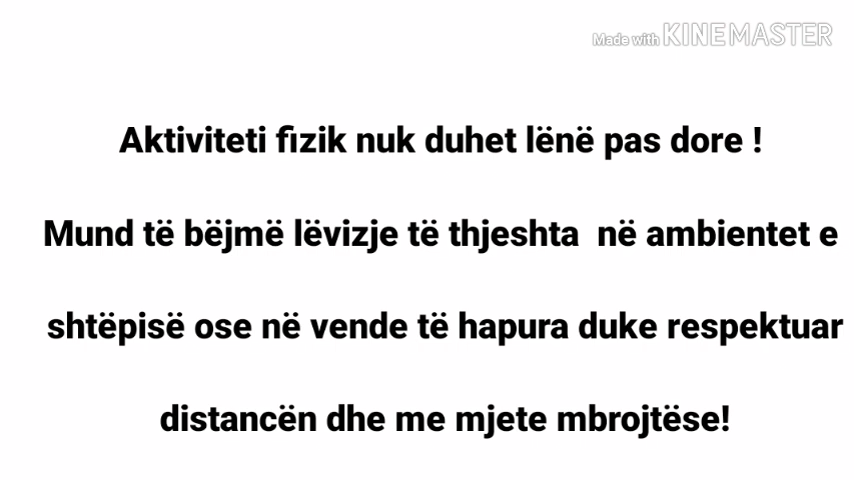 Made with KINEMASTER
Aktiviteti fizik nuk duhet lënë pas dore !
Mund të bëjmë lëvizje të thjeshta në ambientet e
shtëpisë ose në vende të hapura duke respektuar
distancën dhe me mjete mbrojtëse!